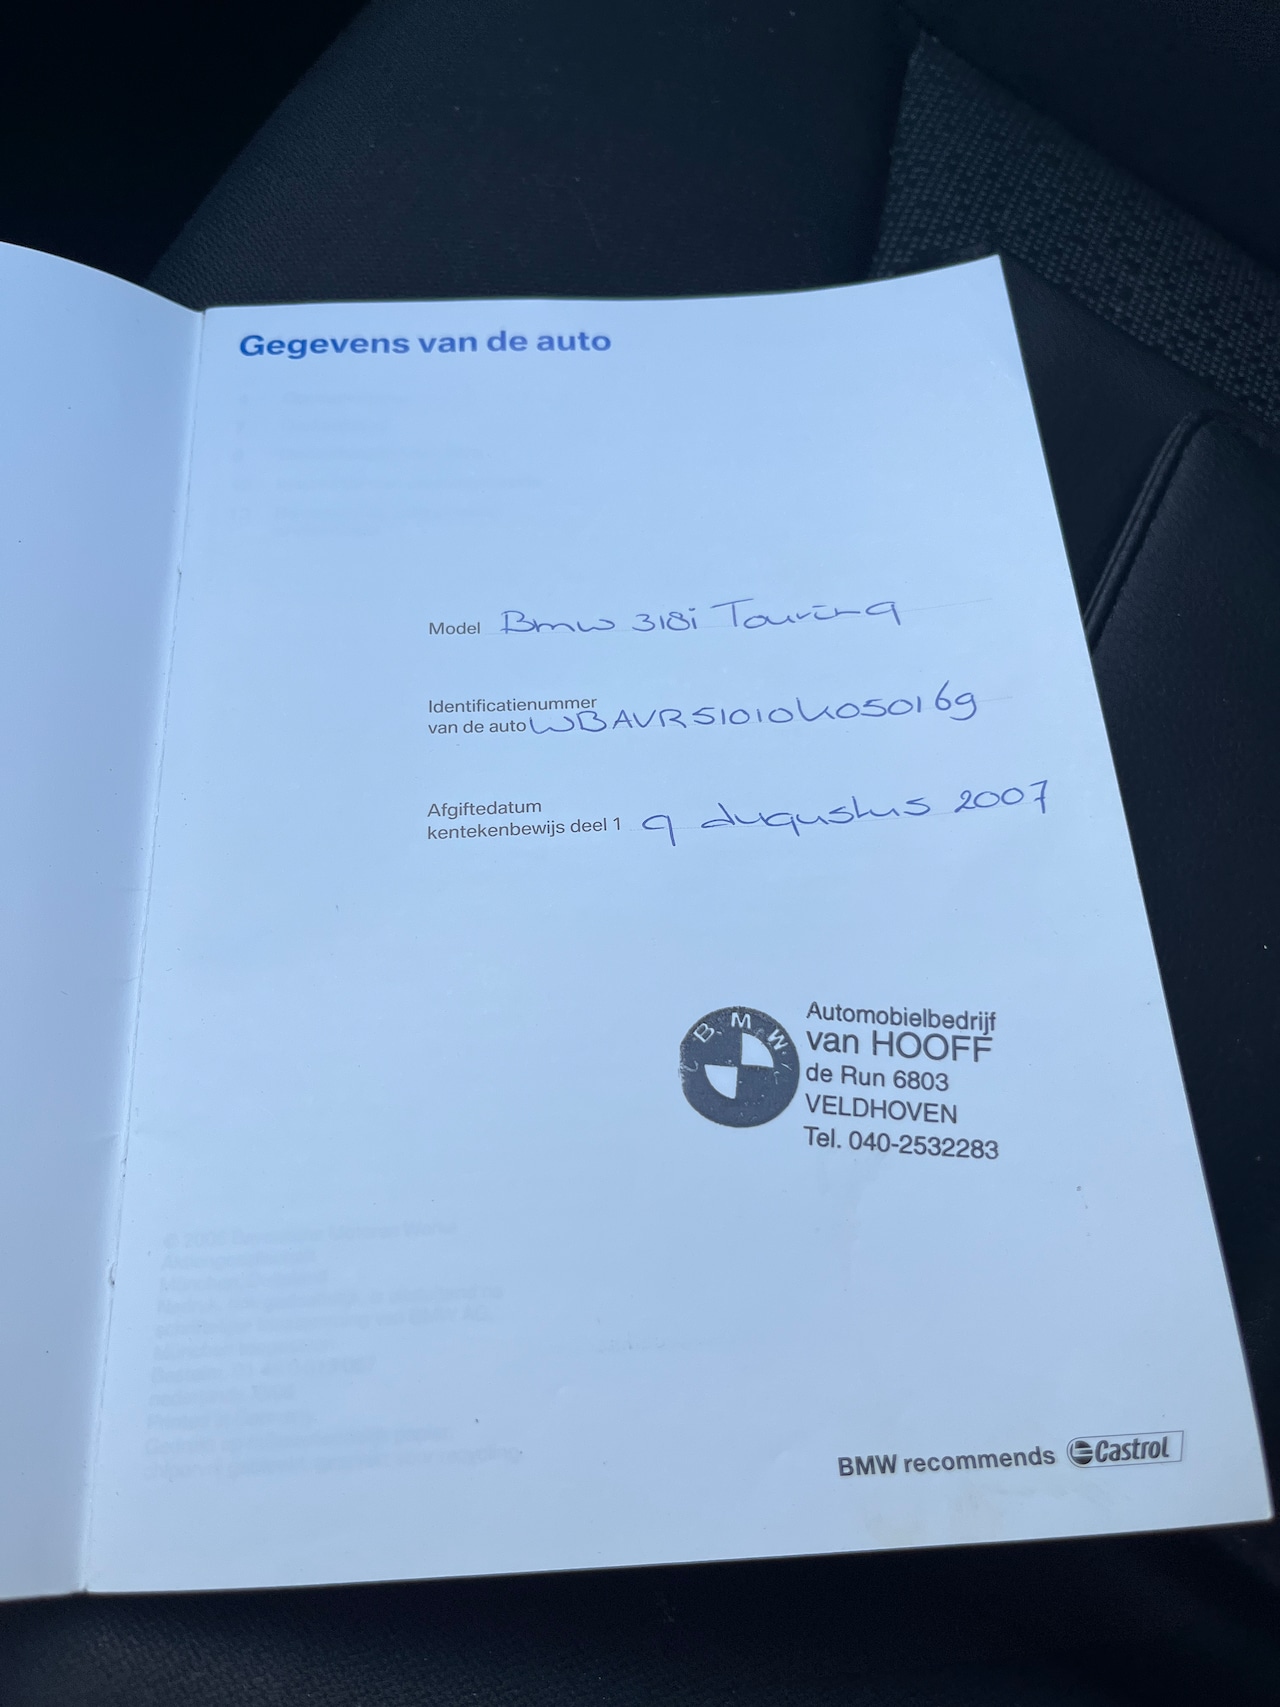 Gegevens van de auto
Model Bmw 318i Touring
Identificatienummer
van de auto WBAVR51010K050169
Afgiftedatum
kentekenbewijs deel 1 9 augustus 2007
B M W
Automobielbedrijf
van HOOFF
de Run 6803
VELDHOVEN
Tel. 040-2532283
BMW recommends Castrol